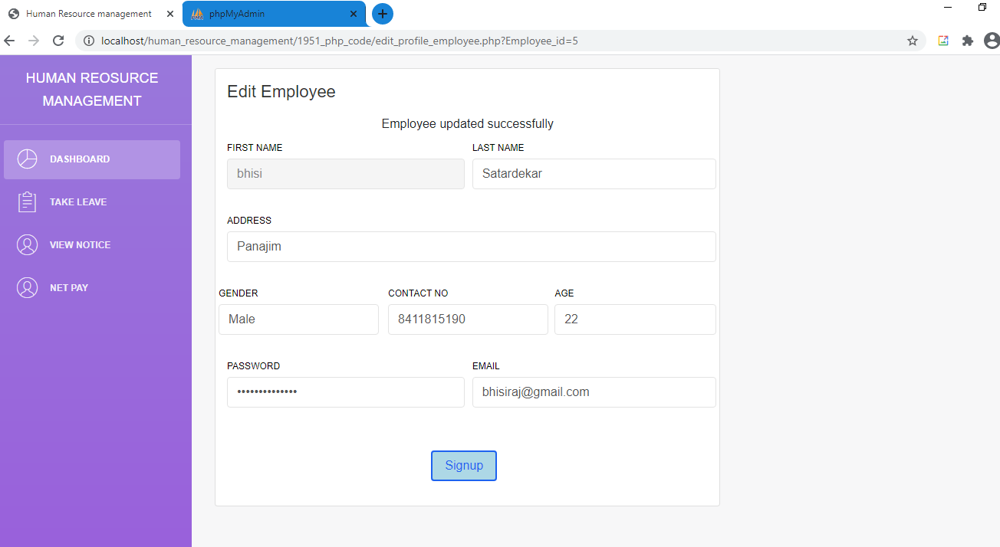 Human Resource management
phpMyAdmin
localhost/human_resource_management/1951_php_code/edit_profile_employee.php?Employee_id=5
HUMAN REOSURCE
MANAGEMENT
DASHBOARD
TAKE LEAVE
VIEW NOTICE
NET PAY
Edit Employee
Employee updated successfully
FIRST NAME LAST NAME
bhisi Satardekar
ADDRESS
Panajim
GENDER CONTACT NO AGE
Male 8411815190 22
PASSWORD EMAIL
•••••••••••••• bhisiraj@gmail.com
Signup